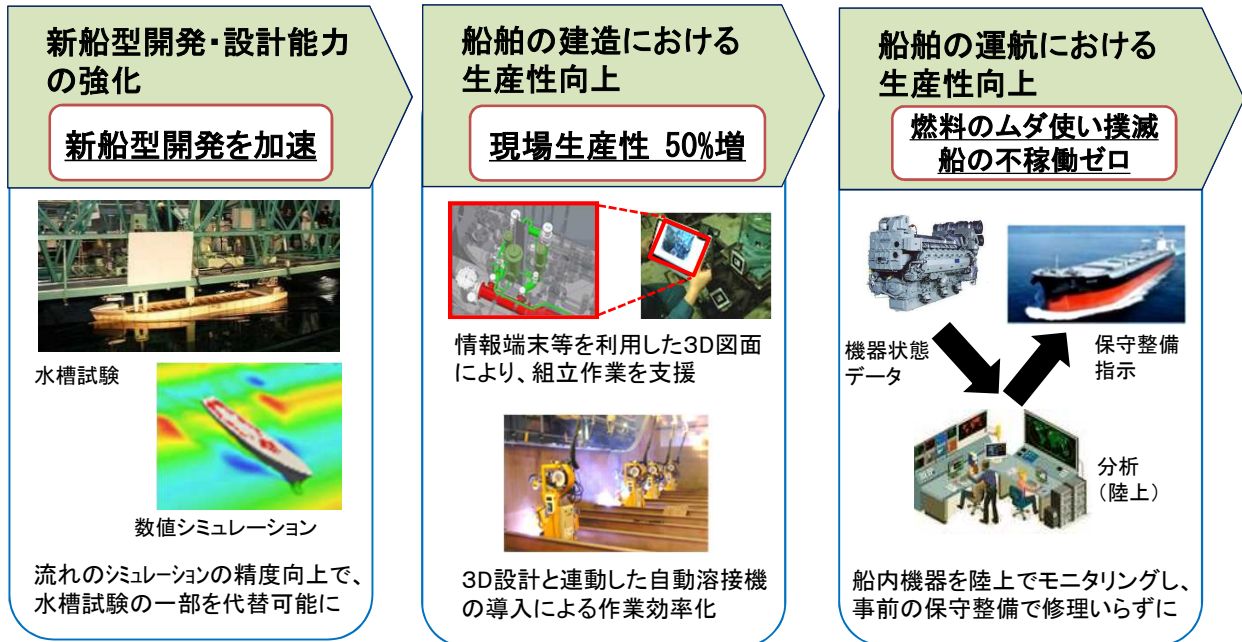 新船型開発・設計能力
の強化
新船型開発を加速
水槽試験
数値シミュレーション
流れのシミュレーションの精度向上で、
水槽試験の一部を代替可能に
船舶の建造における
生産性向上
現場生産性 50%増
情報端末等を利用した3D図面
により、組立作業を支援
3D設計と連動した自動溶接機
の導入による作業効率化
船舶の運航における
生産性向上
燃料のムダ使い撲滅
船の不稼働ゼロ
機器状態
データ
保守整備
指示
分析
（陸上）
船内機器を陸上でモニタリングし、
事前の保守整備で修理いらずに